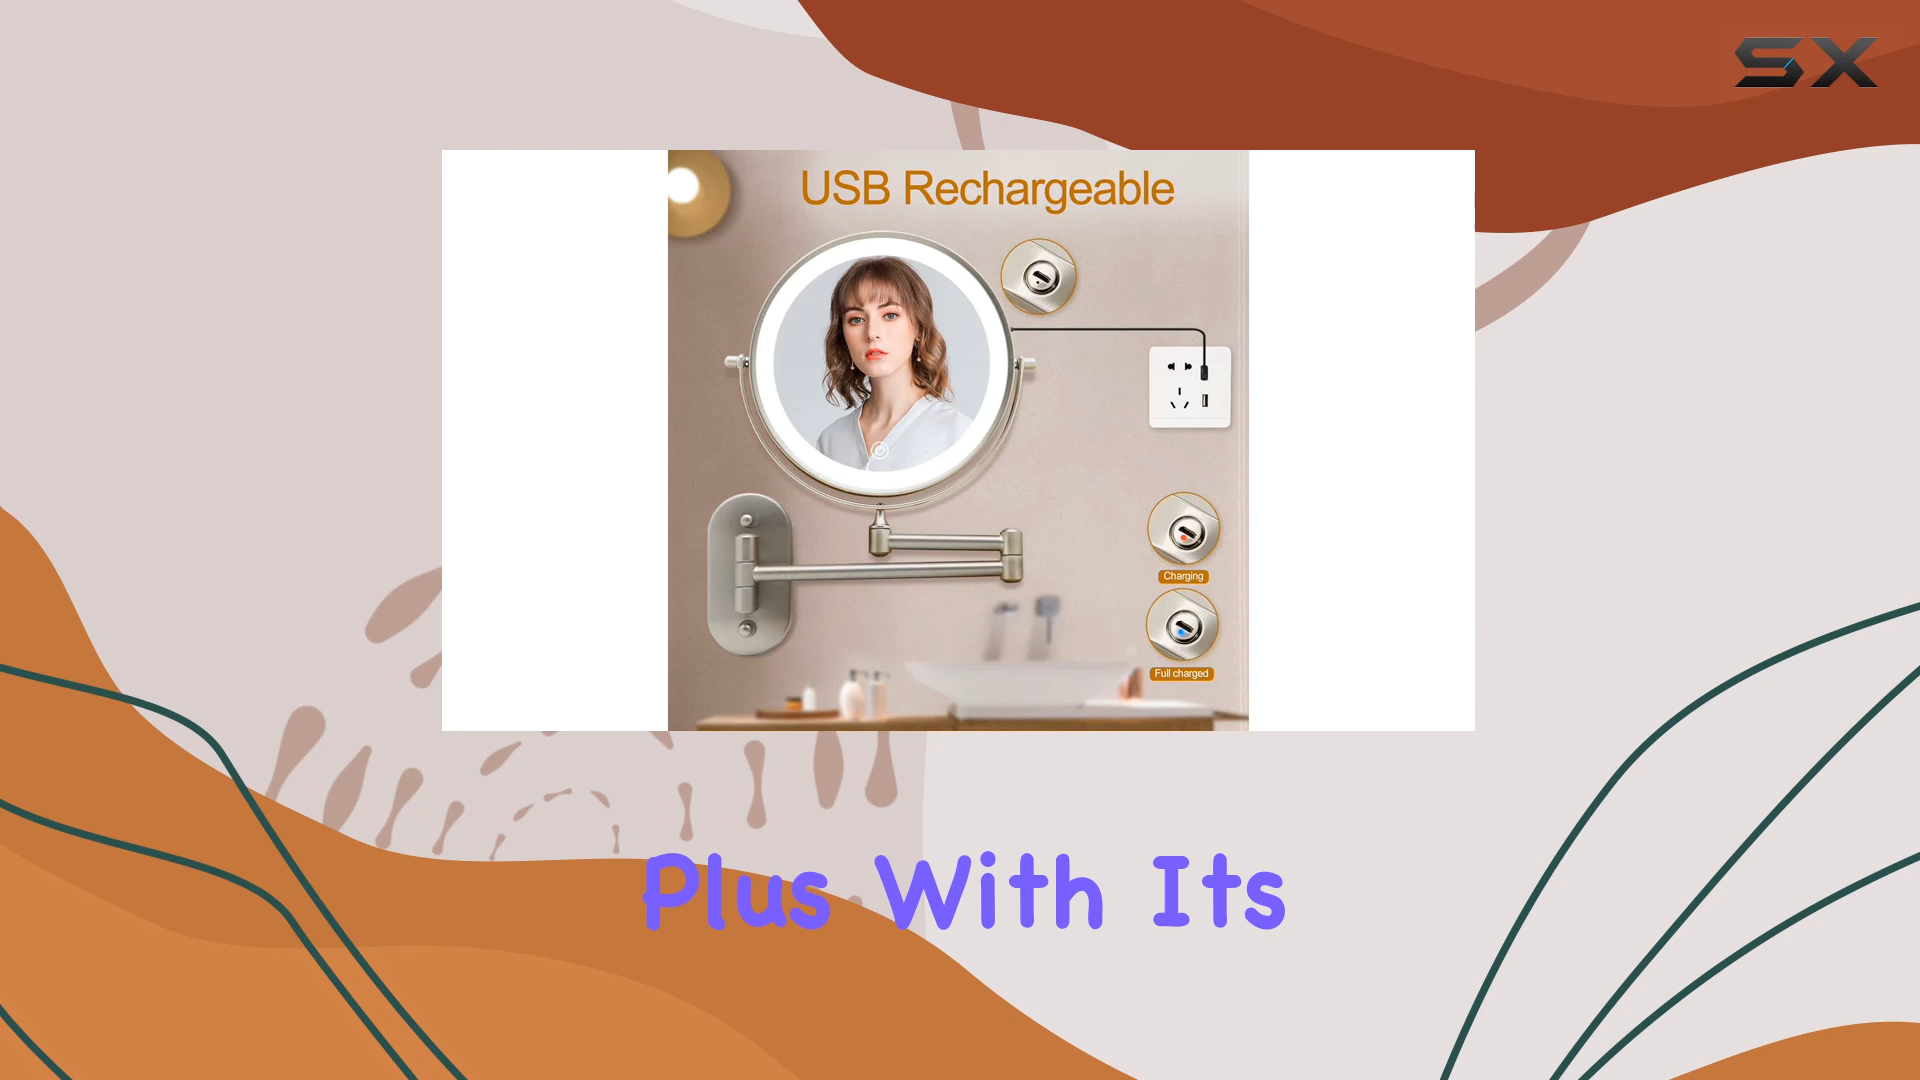 SX
USB Rechargeable
Charging
Full charged
Plus With Its